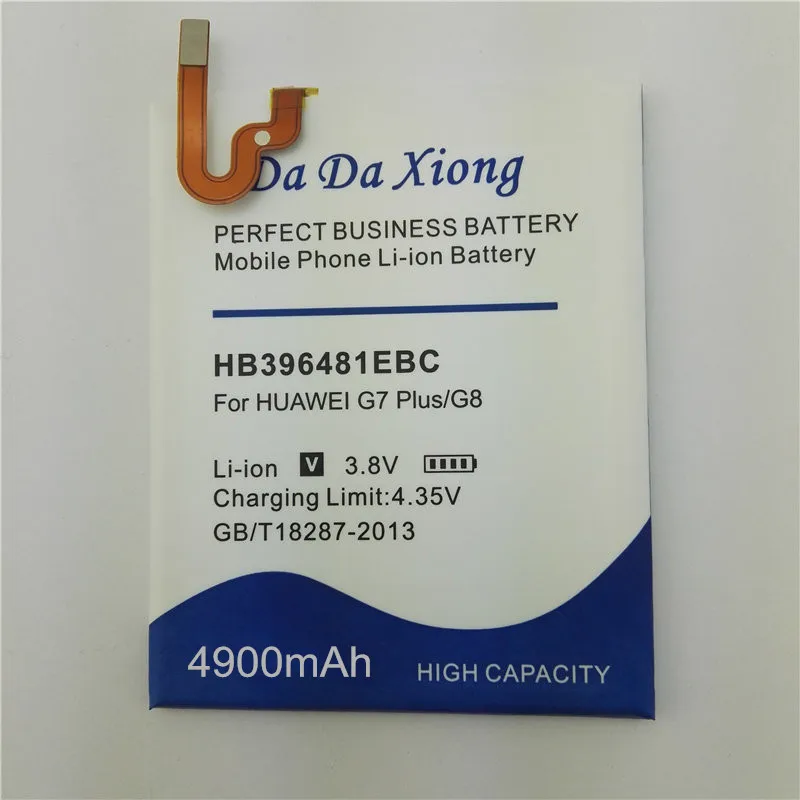 Da Da Xiong
PERFECT BUSINESS BATTERY
Mobile Phone Li-ion Battery
HB396481EBC
For HUAWEI G7 Plus/G8
Li-ion V 3.8V
Charging Limit:4.35V
GB/T18287-2013
4900mAh
HIGH CAPACITY